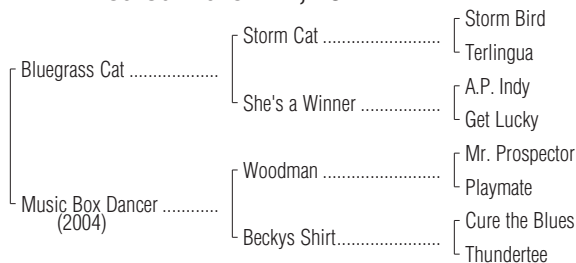 Storm Bird
Storm Cat ........................
Terlingua
Bluegrass Cat ..................
A.P. Indy
She's a Winner ................
Get Lucky
Mr. Prospector
Woodman ........................
Playmate
Music Box Dancer ............
(2004)
Cure the Blues
Beckys Shirt.....................
Thundertee